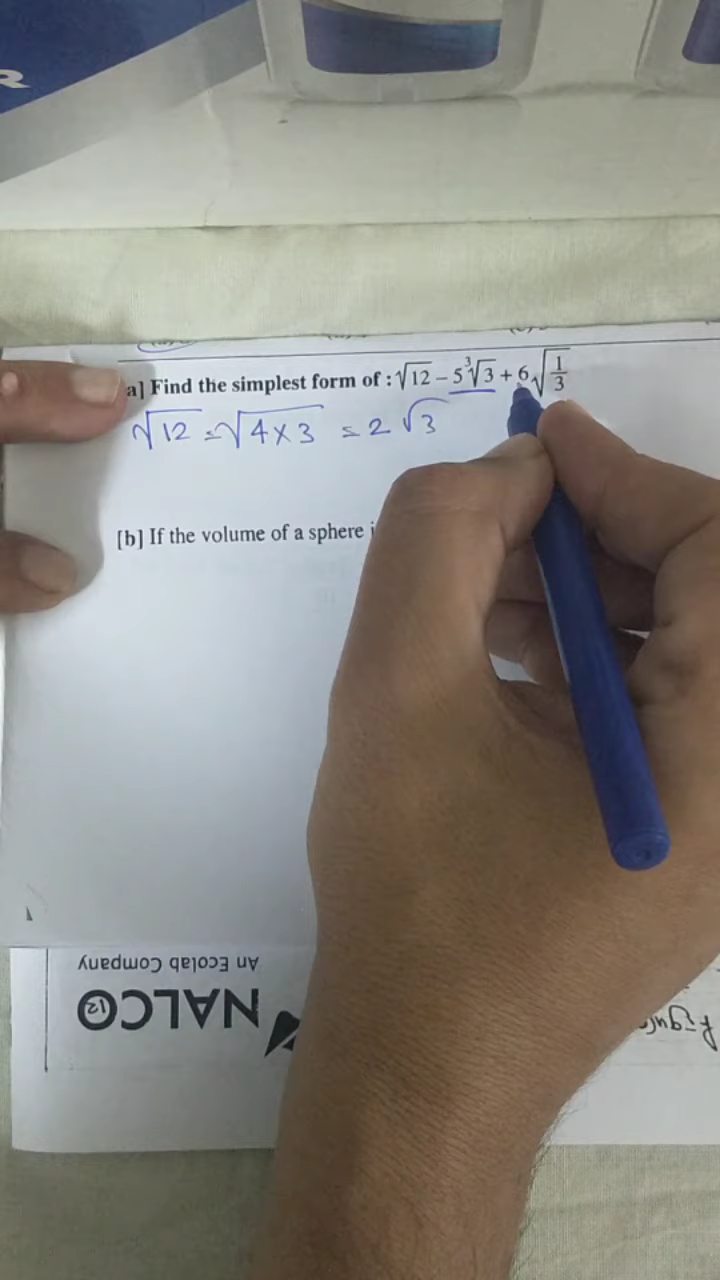 R
a] Find the simplest form of : √12 − 5∛3 + 6√(1/3)
√12 = √4×3 = 2√3
[b] If the volume of a sphere
An Ecolab Company
NALCO
12